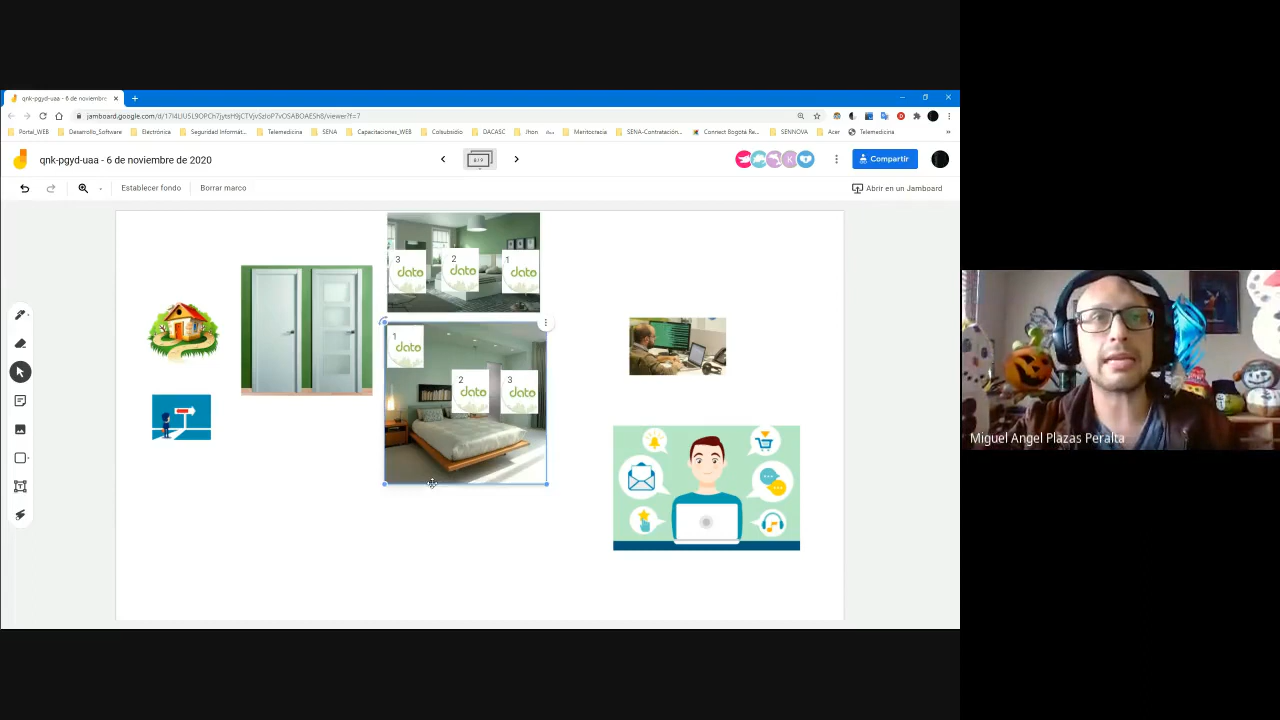 qnk-pgyd-uaa - 6 de noviembre
jamboard.google.com/d/17I4LIUSL9OPCh7jytsH9jCTVjvSzloP7vOSABOAESh8/viewer?f=7
Portal_WEB
Desarrollo_Software
Electrónica
Seguridad Informát...
Telemedicina
SENA
Capacitaciones_WEB
Colsubsidio
OACASC
Jhon
Meritocracia
SENA-Contratación...
Connect Bogotá Re...
SENNOVA
Acer
Telemedicina
qnk-pgyd-uaa - 6 de noviembre de 2020
K
Compartir
Establecer fondo
Borrar marco
Abrir en un Jamboard
3
dato
2
dato
1
dato
1
dato
2
dato
3
dato
Miguel Angel Plazas Peralta